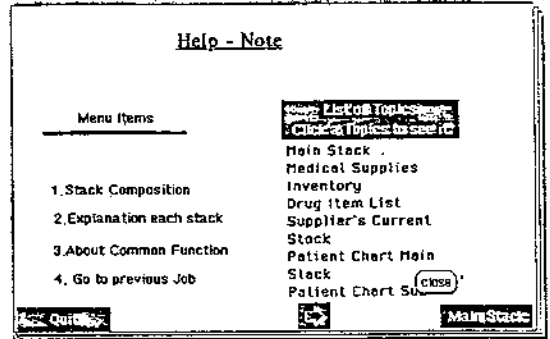 Help - Note
Menu Items
1.Stack Composition
2.Explanation each stack
3.About Common Function
4. Go to previous Job
List of Topics
Click a Topics to see it
Main Stack .
Medical Supplies
Inventory
Drug Item List
Supplier's Current
Stock
Patient Chart Main
Stack
Patient Chart
close
Main Stack